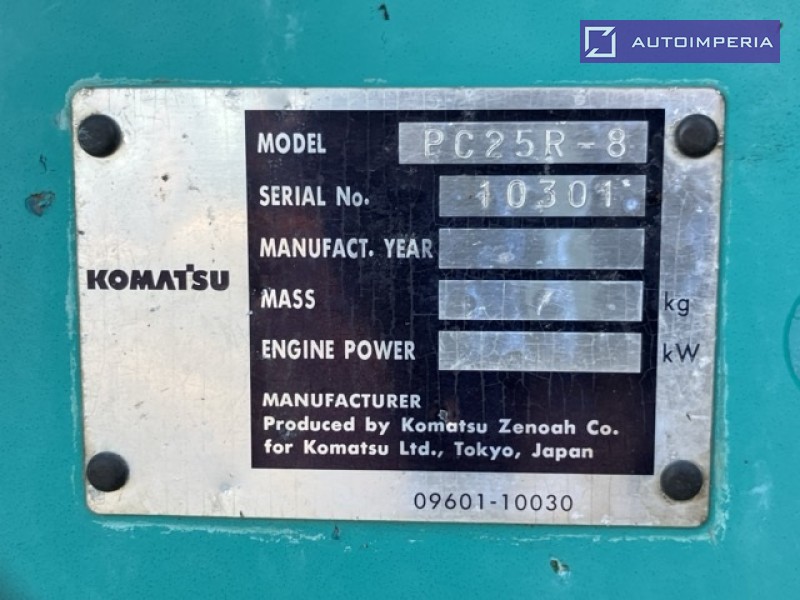 AUTOIMPERIA
MODEL PC25R-8
SERIAL No. 10301
MANUFACT. YEAR
KOMATSU
MASS kg
ENGINE POWER kW
MANUFACTURER
Produced by Komatsu Zenoah Co.
for Komatsu Ltd., Tokyo, Japan
09601-10030